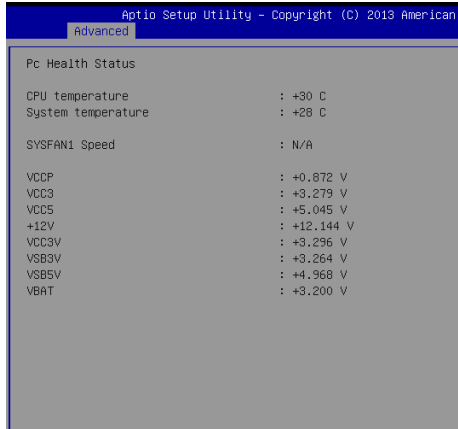 Aptio Setup Utility – Copyright (C) 2013 American
Advanced
Pc Health Status
CPU temperature : +30 C
System temperature : +28 C
SYSFAN1 Speed : N/A
VCCP : +0.872 V
VCC3 : +3.279 V
VCC5 : +5.045 V
+12V : +12.144 V
VCC3V : +3.296 V
VSB3V : +3.264 V
VSB5V : +4.968 V
VBAT : +3.200 V